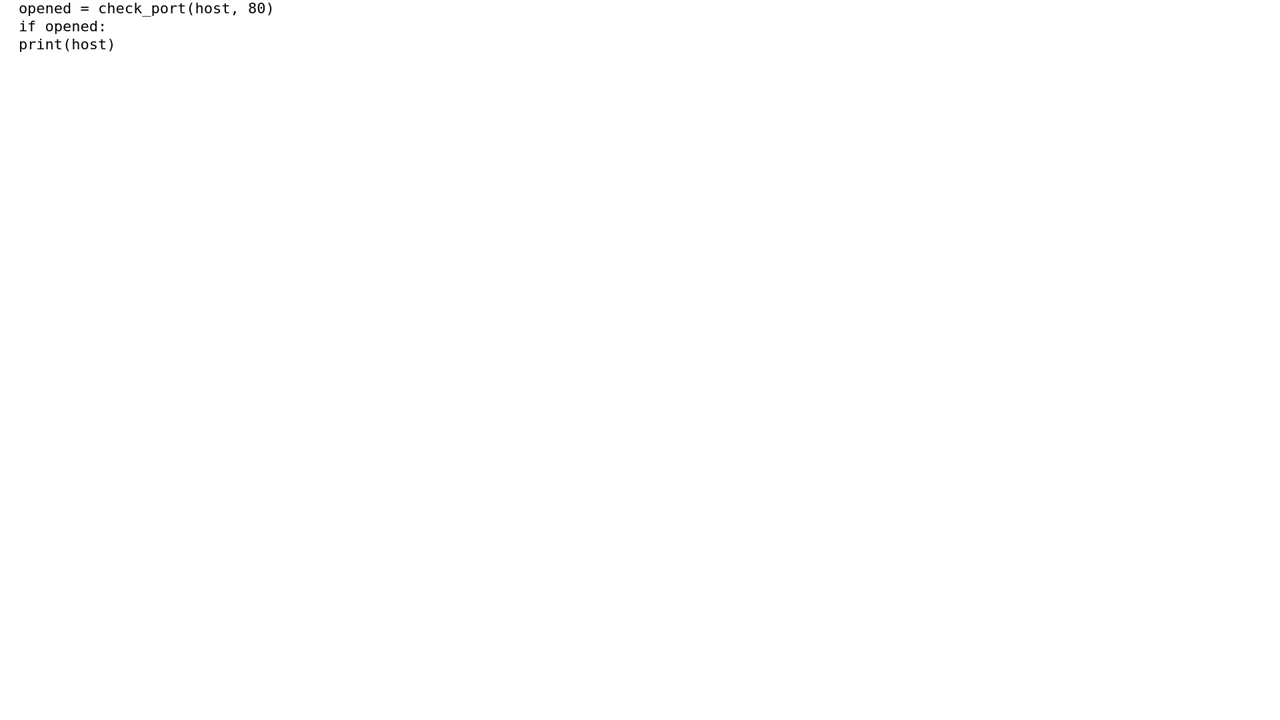 opened = check_port(host, 80)
if opened:
print(host)